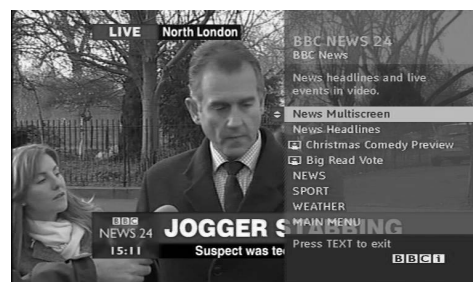 LIVE North London
BBC NEWS 24
BBC News
News headlines and live
events in video.
News Multiscreen
News Headlines
Christmas Comedy Preview
Big Read Vote
NEWS
SPORT
WEATHER
MAIN MENU
Press TEXT to exit
BBC 1
BBC
NEWS 24
15:11
JOGGER STABBING
Suspect was